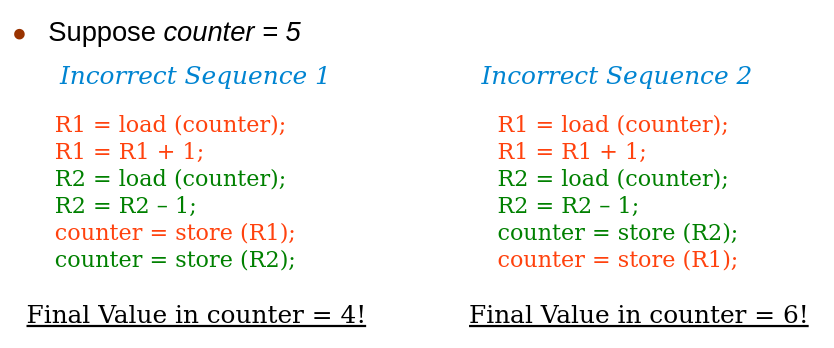 • Suppose counter = 5
Incorrect Sequence 1
R1 = load (counter);
R1 = R1 + 1;
R2 = load (counter);
R2 = R2 – 1;
counter = store (R1);
counter = store (R2);
Final Value in counter = 4!
Incorrect Sequence 2
R1 = load (counter);
R1 = R1 + 1;
R2 = load (counter);
R2 = R2 – 1;
counter = store (R2);
counter = store (R1);
Final Value in counter = 6!